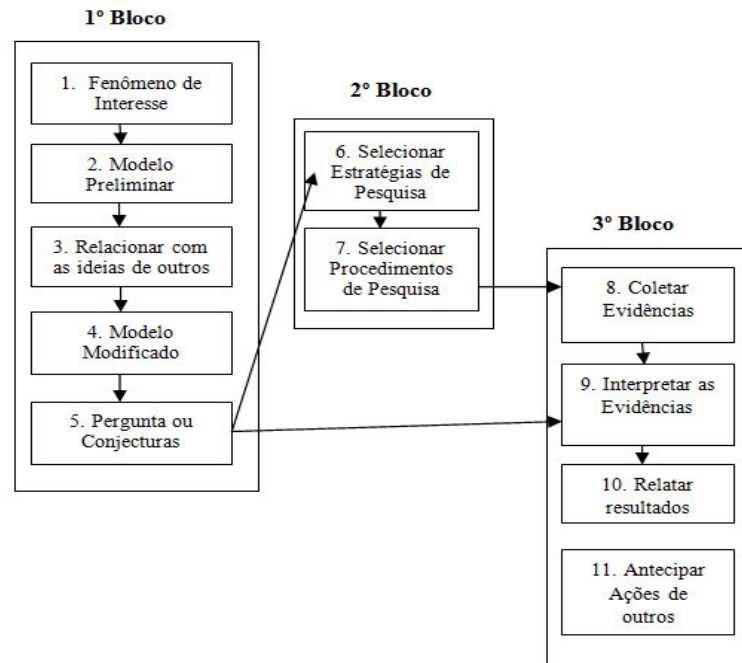 1º Bloco
1. Fenômeno de
Interesse
2. Modelo
Preliminar
3. Relacionar com
as ideias de outros
4. Modelo
Modificado
5. Pergunta ou
Conjecturas
2º Bloco
6. Selecionar
Estratégias de
Pesquisa
7. Selecionar
Procedimentos
de Pesquisa
3º Bloco
8. Coletar
Evidências
9. Interpretar as
Evidências
10. Relatar
resultados
11. Antecipar
Ações de
outros